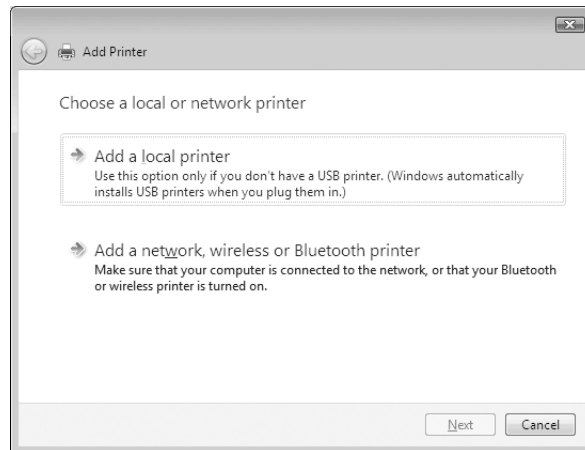 Add Printer
Choose a local or network printer
Add a local printer
Use this option only if you don't have a USB printer. (Windows automatically
installs USB printers when you plug them in.)
Add a network, wireless or Bluetooth printer
Make sure that your computer is connected to the network, or that your Bluetooth
or wireless printer is turned on.
Next Cancel